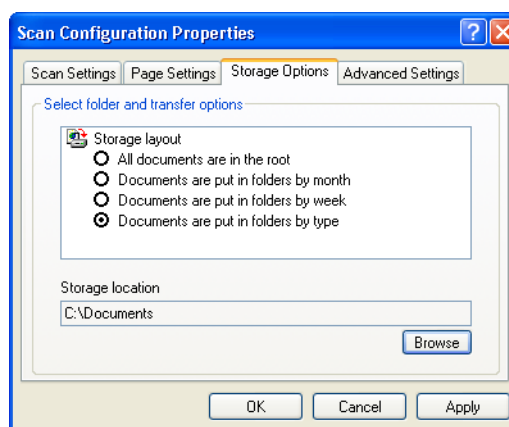 Scan Configuration Properties
Scan Settings Page Settings Storage Options Advanced Settings
Select folder and transfer options
Storage layout
All documents are in the root
Documents are put in folders by month
Documents are put in folders by week
Documents are put in folders by type
Storage location
C:\Documents
Browse
OK Cancel Apply